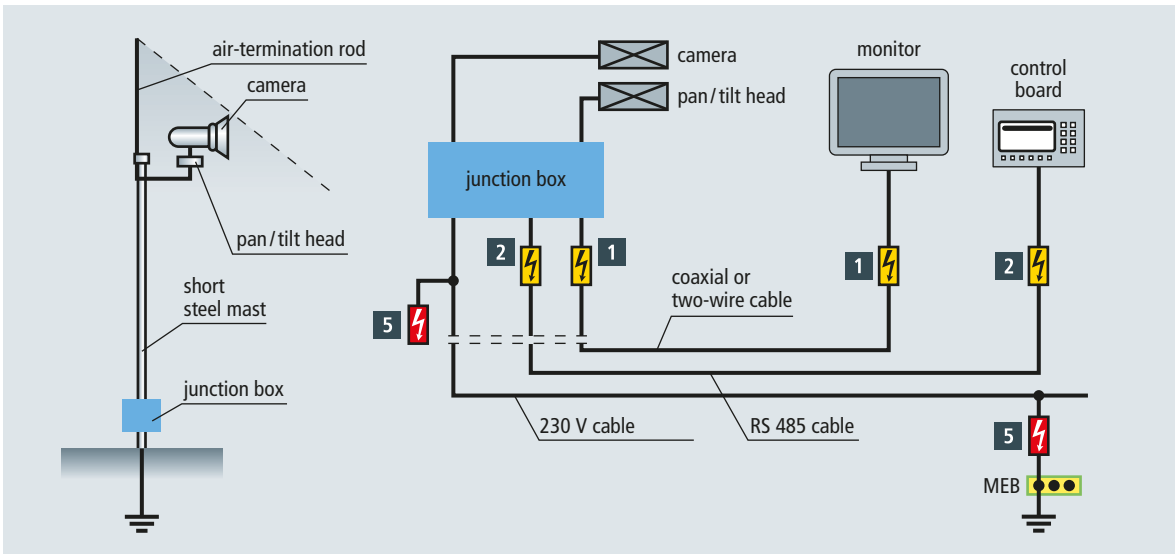 air-termination rod
camera
pan / tilt head
short
steel mast
junction box
camera
pan / tilt head
monitor
control
board
junction box
2
1
1
2
coaxial or
two-wire cable
5
230 V cable
RS 485 cable
5
MEB